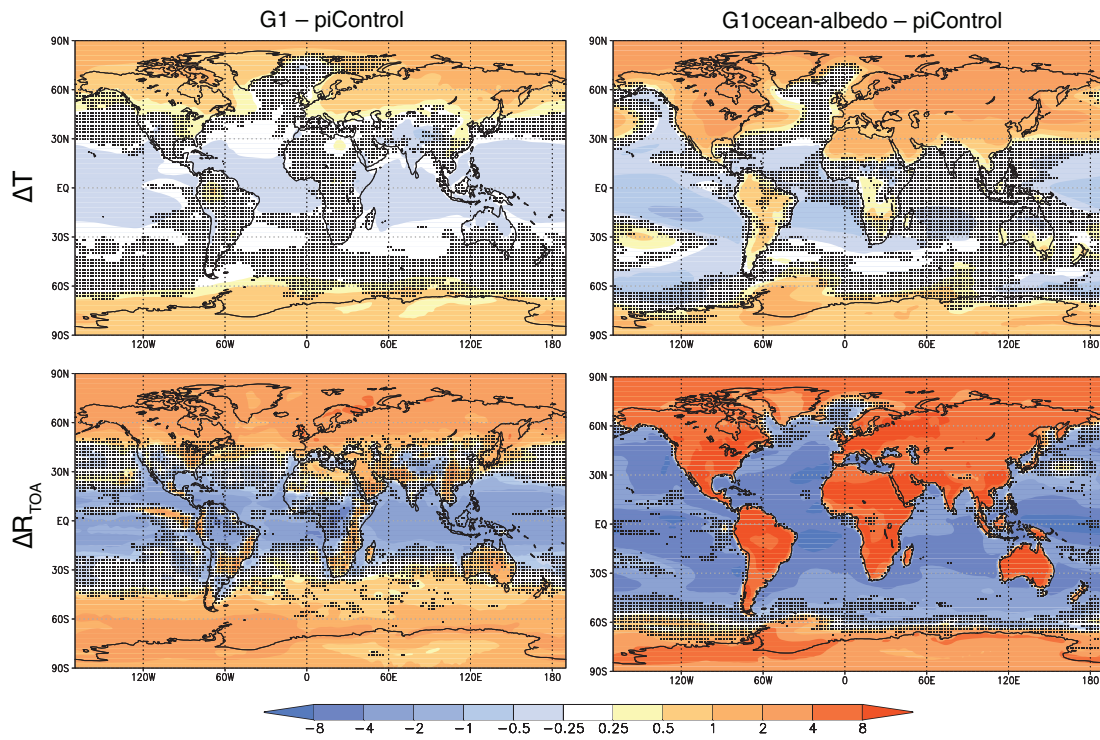 G1 – piControl
G1ocean-albedo – piControl
ΔT
90N
60N
30N
EQ
30S
60S
90S
120W
60W
0
60E
120E
180
90N
60N
30N
EQ
30S
60S
90S
120W
60W
0
60E
120E
180
ΔR_TOA
90N
60N
30N
EQ
30S
60S
90S
120W
60W
0
60E
120E
180
90N
60N
30N
EQ
30S
60S
90S
120W
60W
0
60E
120E
180
−8 −4 −2 −1 −0.5 −0.25 0.25 0.5 1 2 4 8